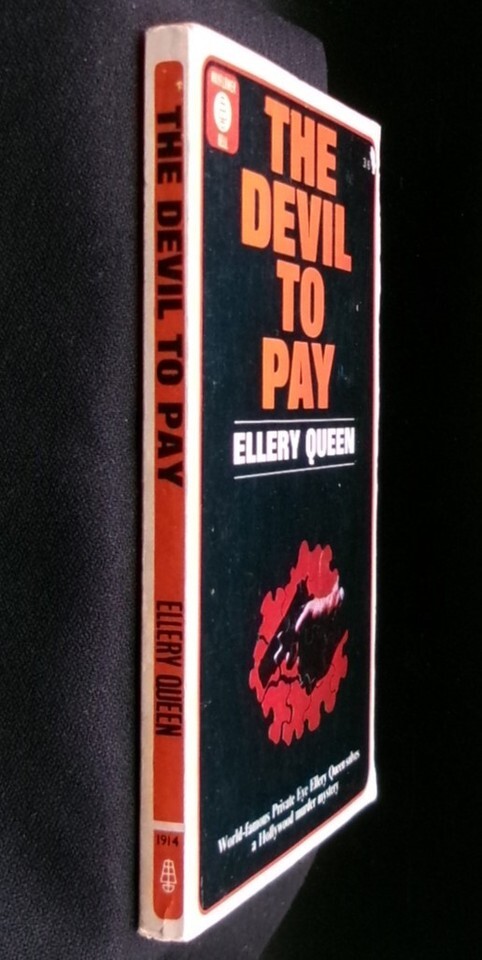 THE DEVIL TO PAY
ELLERY QUEEN
1914
THE
DEVIL
TO
PAY
ELLERY QUEEN
World-famous Private Eye Ellery Queen solves
a Hollywood murder mystery